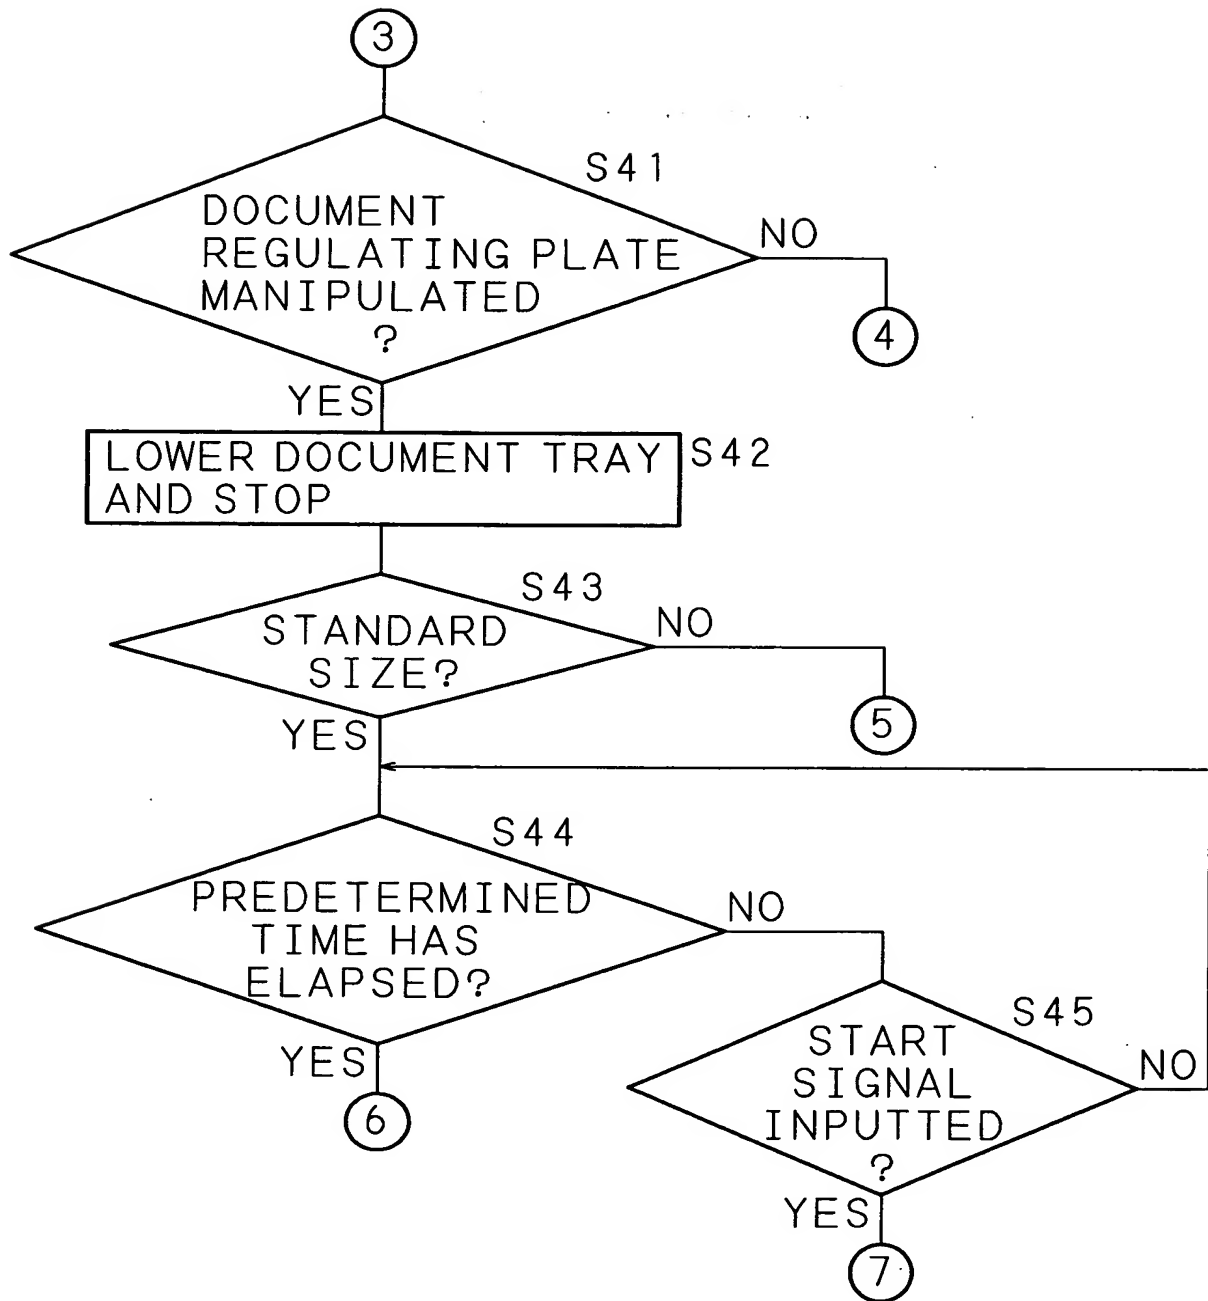 3
S41
DOCUMENT
REGULATING PLATE
MANIPULATED
?
NO
4
YES
LOWER DOCUMENT TRAY
AND STOP
S42
S43
STANDARD
SIZE?
NO
5
YES
S44
PREDETERMINED
TIME HAS
ELAPSED?
NO
YES
6
S45
START
SIGNAL
INPUTTED
?
NO
YES
7